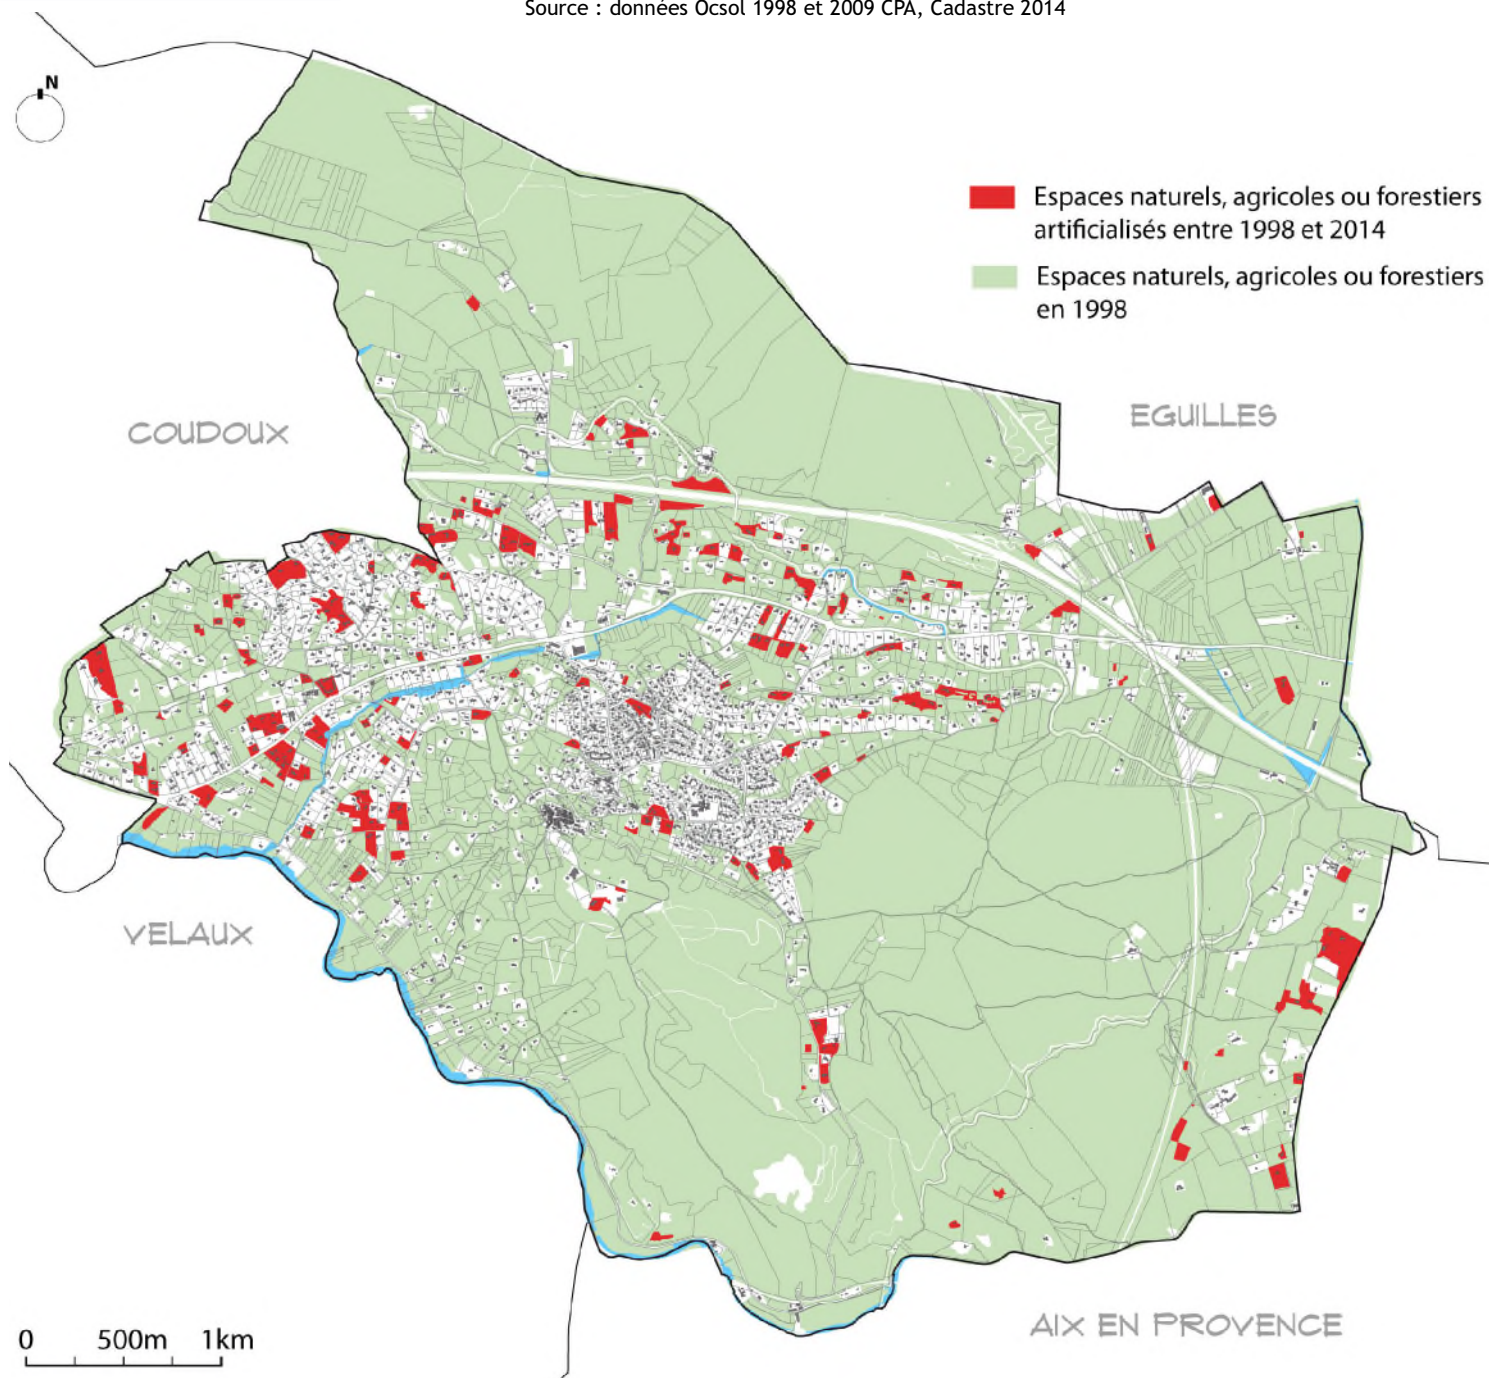 Source : données Ocsol 1998 et 2009 CPA, Cadastre 2014
N
Espaces naturels, agricoles ou forestiers
artificialisés entre 1998 et 2014
Espaces naturels, agricoles ou forestiers
en 1998
EGUILLES
COUDOUX
VELAUX
AIX EN PROVENCE
0 500m 1km